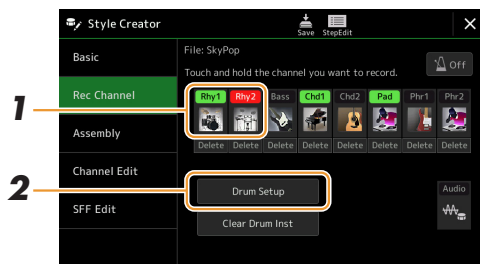 Style Creator
Save StepEdit
Basic
File: SkyPop
Touch and hold the channel you want to record.
Off
Rec Channel
Rhy1 Rhy2 Bass Chd1 Chd2 Pad Phr1 Phr2
1
Assembly
Delete Delete Delete Delete Delete Delete Delete Delete
Channel Edit
2
Drum Setup
Audio
SFF Edit
Clear Drum Inst